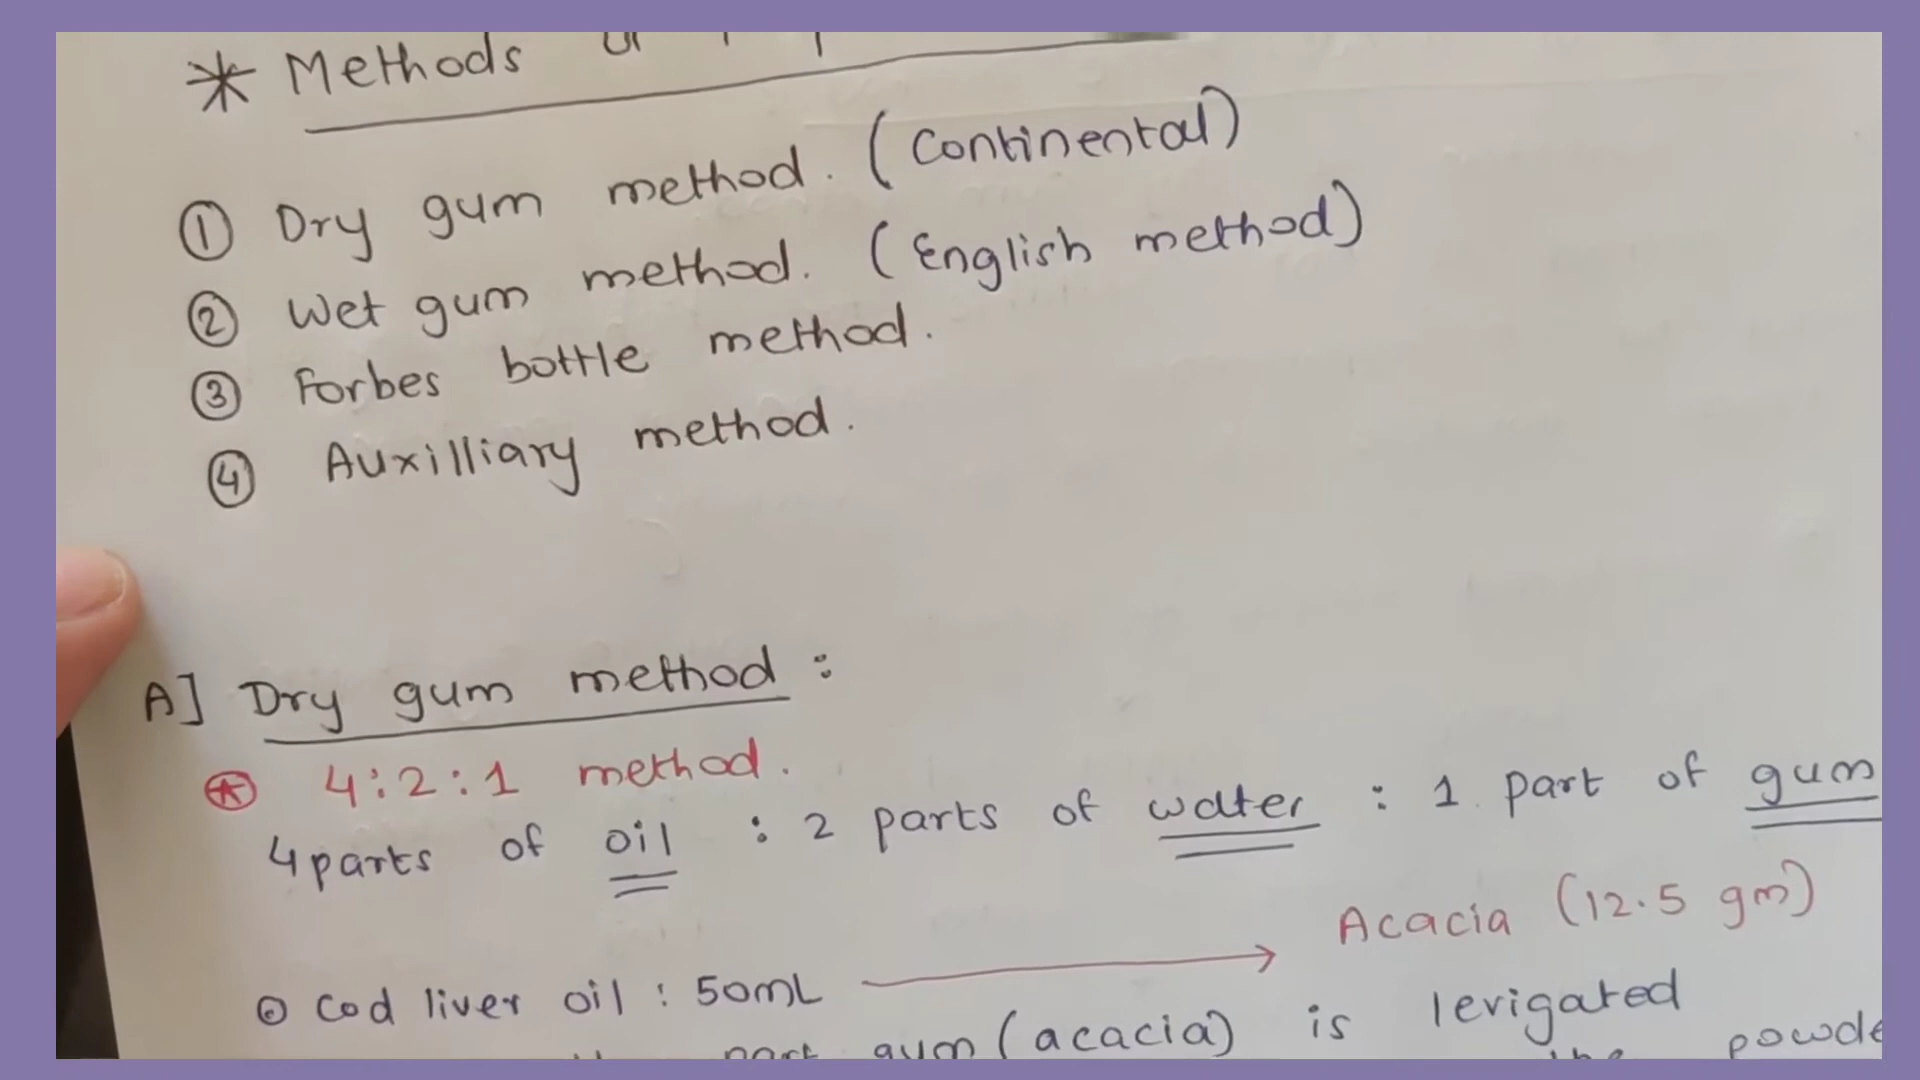 * Methods
① Dry gum method. (Continental)
② Wet gum method. (English method)
③ Forbes bottle method.
④ Auxilliary method.
A] Dry gum method :
4:2:1 method.
4 parts of oil : 2 parts of water : 1 part of gum
Acacia (12.5 gm)
⊙ Cod liver oil : 50mL →
part gum (acacia) is levigated